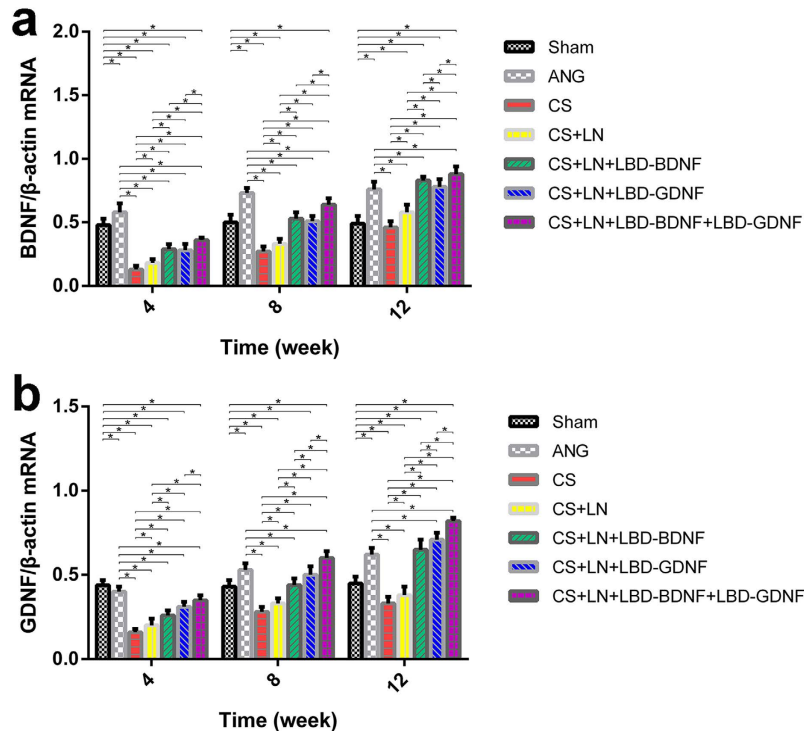 a
BDNF/β-actin mRNA
2.0
1.5
1.0
0.5
0.0
4
8
12
Time (week)
Sham
ANG
CS
CS+LN
CS+LN+LBD-BDNF
CS+LN+LBD-GDNF
CS+LN+LBD-BDNF+LBD-GDNF
b
GDNF/β-actin mRNA
1.5
1.0
0.5
0.0
4
8
12
Time (week)
Sham
ANG
CS
CS+LN
CS+LN+LBD-BDNF
CS+LN+LBD-GDNF
CS+LN+LBD-BDNF+LBD-GDNF